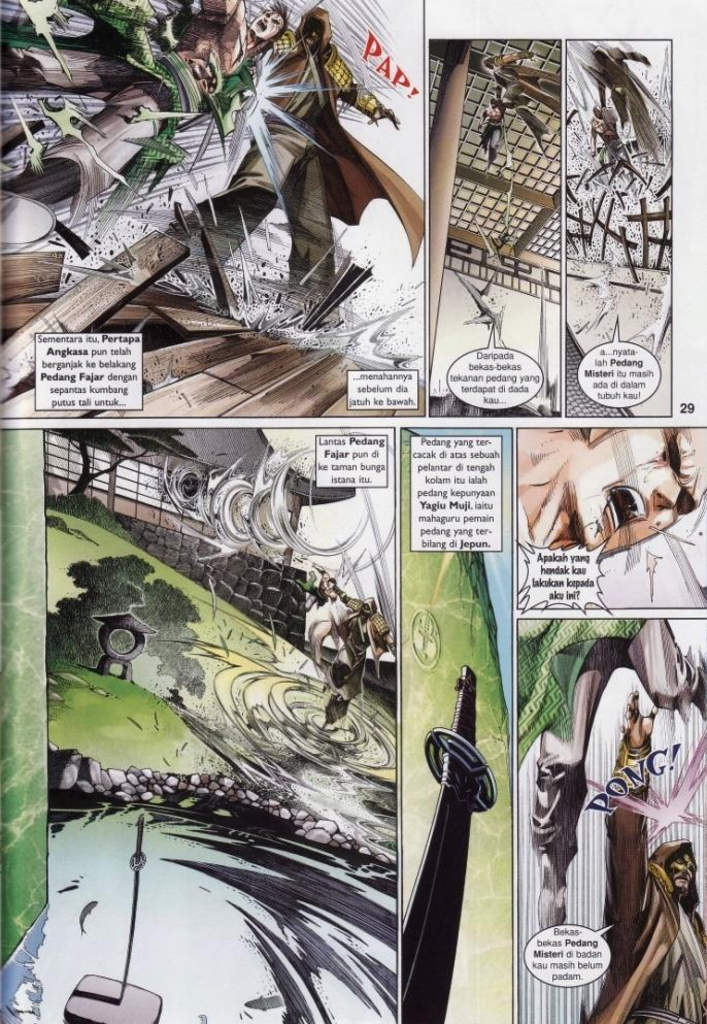 PAP!
Sementara itu, Pertapa
Angkasa pun telah
berganjak ke belakang
Pedang Fajar dengan
sepantas kumbang
putus tali untuk...
...menahannya
sebelum dia
jatuh ke bawah.
Daripada
bekas-bekas
tekanan pedang yang
terdapat di dada
kau...
a...nyata-
lah Pedang
Misteri itu masih
ada di dalam
tubuh kau!
29
Lantas Pedang
Fajar pun di
ke taman bunga
istana itu.
Pedang yang ter-
cacak di atas sebuah
pelantar di tengah
kolam itu ialah
pedang kepunyaan
Yagiu Muji, iaitu
mahaguru pemain
pedang yang ter-
bilang di Jepun.
Apakah yang
hendak kau
lakukan kepada
aku ini?
PONG!
Bekas-
bekas Pedang
Misteri di badan
kau masih belum
padam.